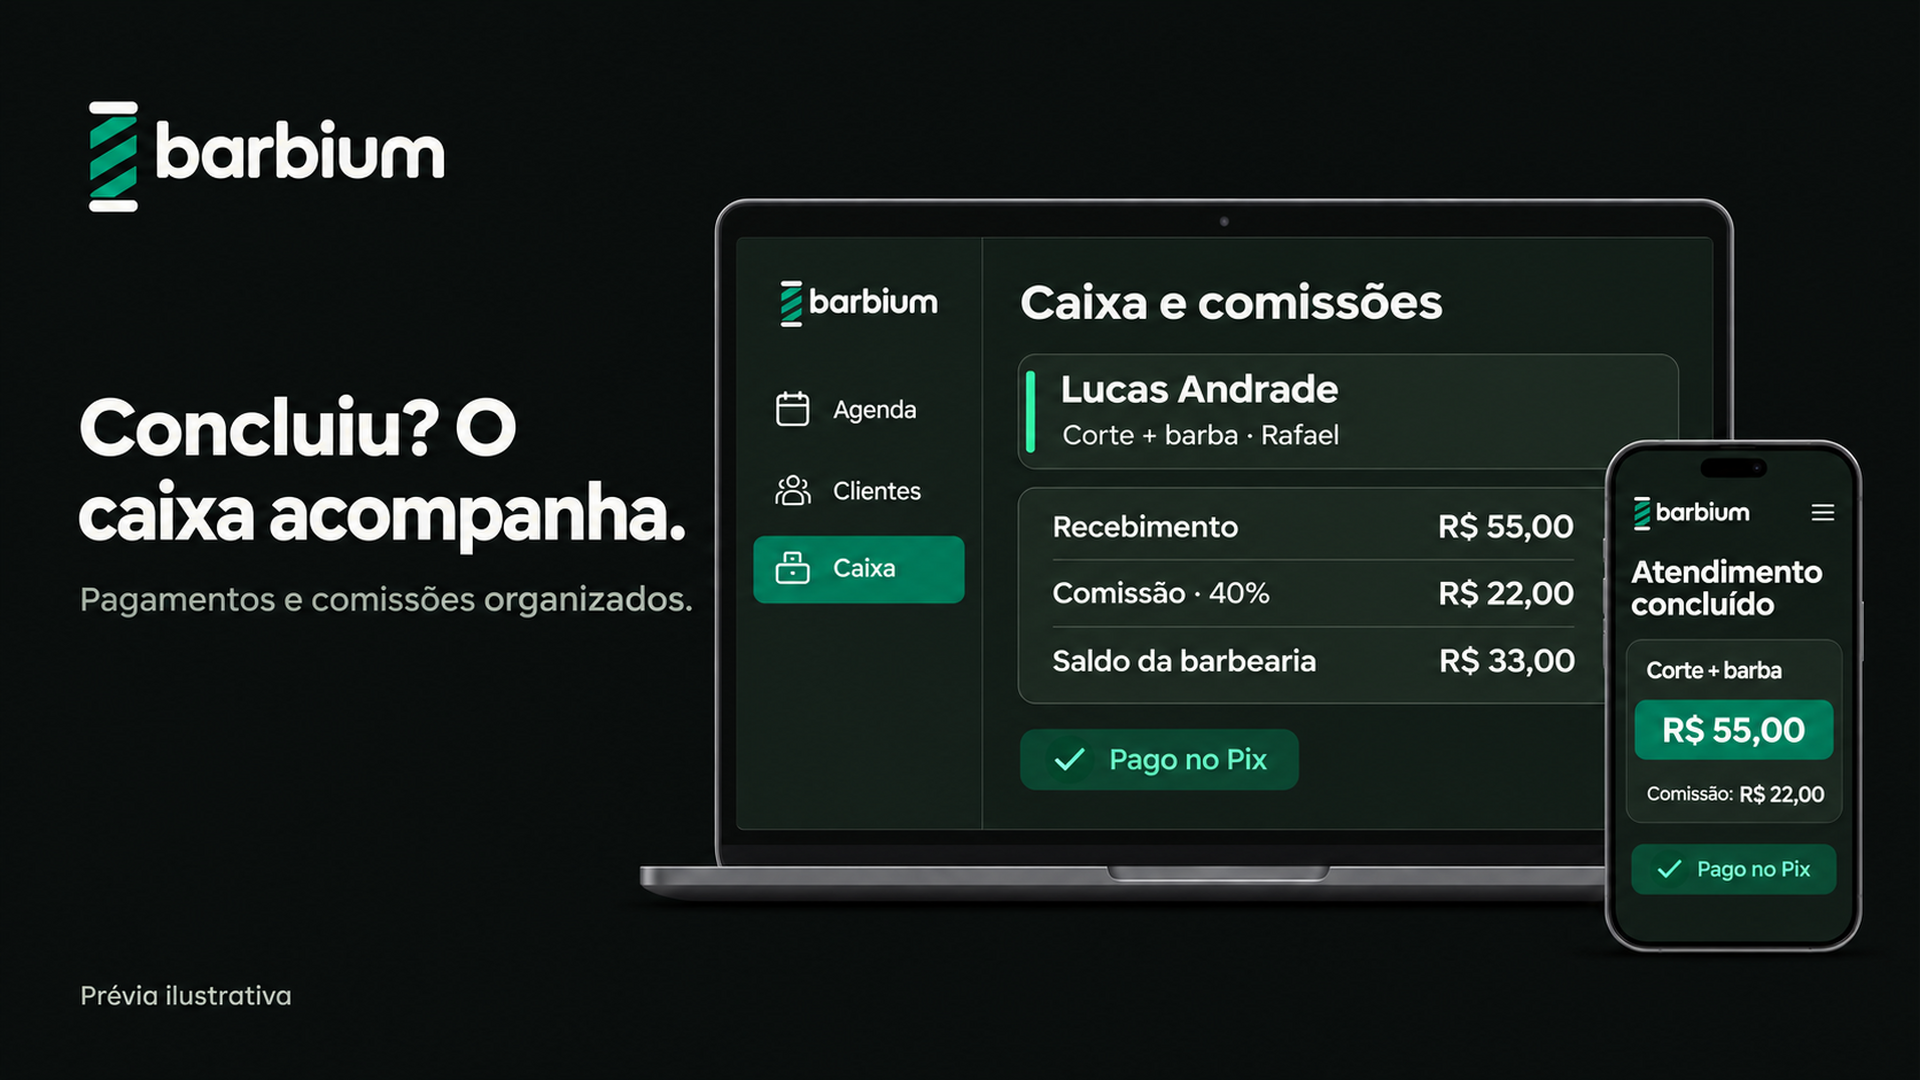 barbium
Concluiu? O
caixa acompanha.
Pagamentos e comissões organizados.
Prévia ilustrativa
barbium
Agenda
Clientes
Caixa
Caixa e comissões
Lucas Andrade
Corte + barba · Rafael
Recebimento R$ 55,00
Comissão · 40% R$ 22,00
Saldo da barbearia R$ 33,00
Pago no Pix
barbium
Atendimento
concluído
Corte + barba
R$ 55,00
Comissão: R$ 22,00
Pago no Pix